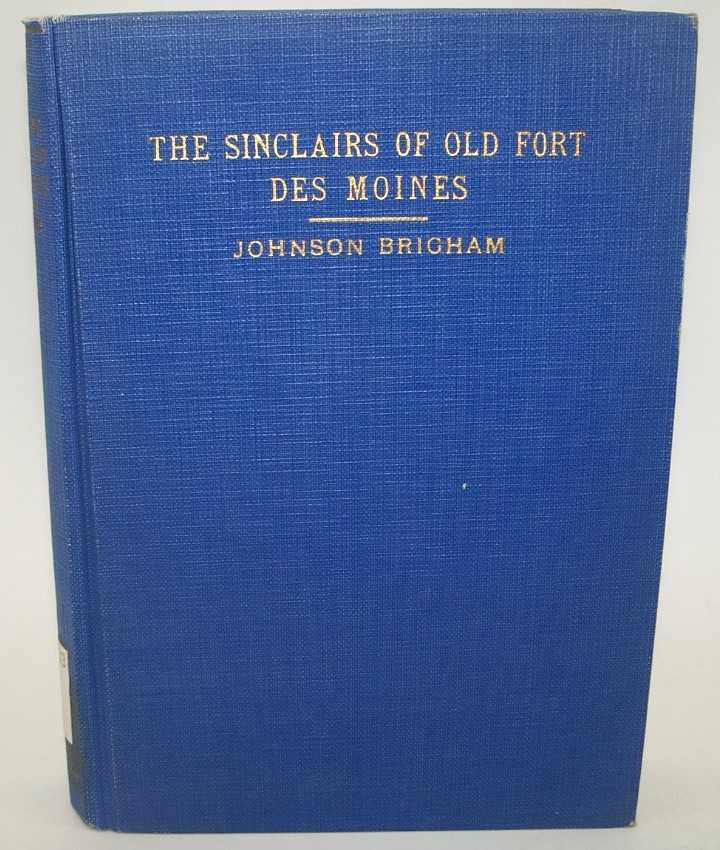 THE SINCLAIRS OF OLD FORT
DES MOINES
JOHNSON BRIGHAM